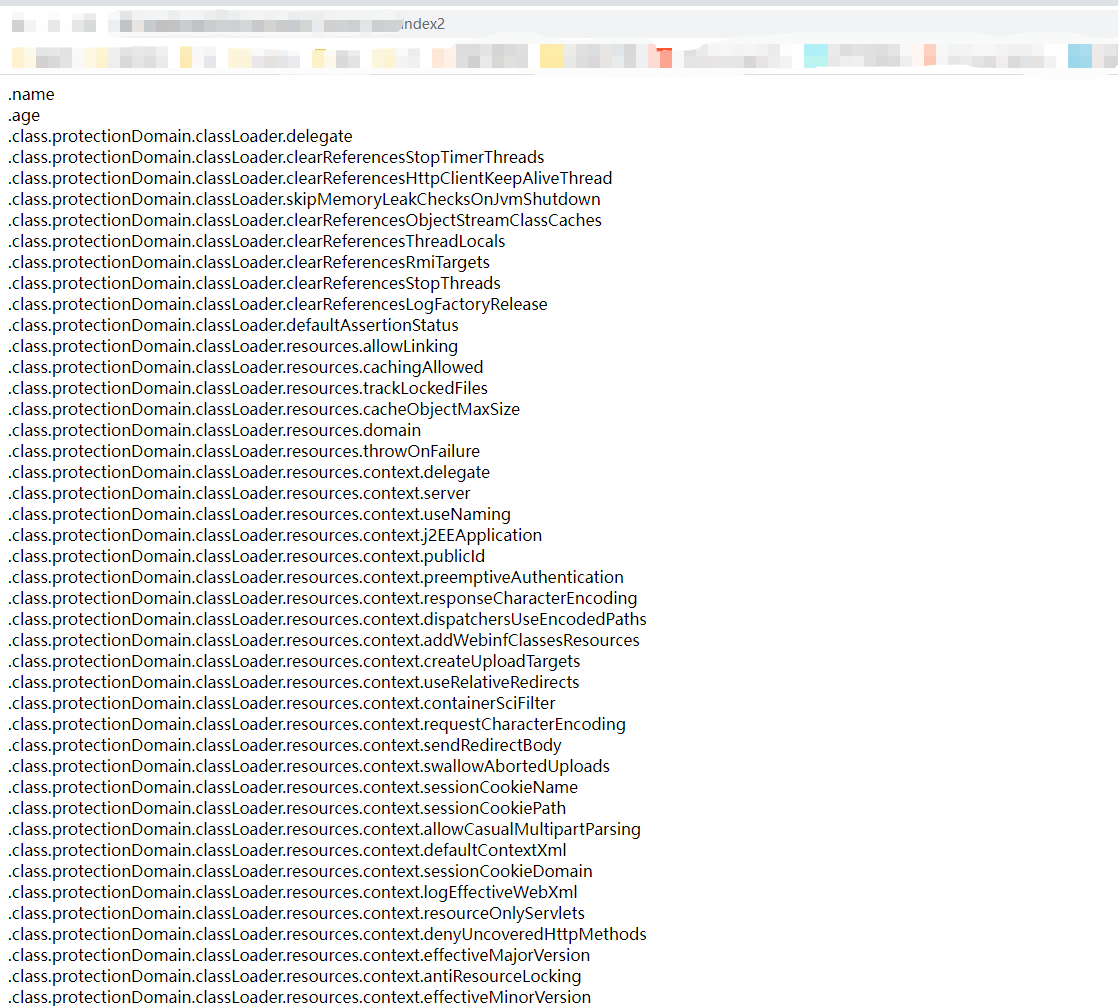 index2
.name
.age
.class.protectionDomain.classLoader.delegate
.class.protectionDomain.classLoader.clearReferencesStopTimerThreads
.class.protectionDomain.classLoader.clearReferencesHttpClientKeepAliveThread
.class.protectionDomain.classLoader.skipMemoryLeakChecksOnJvmShutdown
.class.protectionDomain.classLoader.clearReferencesObjectStreamClassCaches
.class.protectionDomain.classLoader.clearReferencesThreadLocals
.class.protectionDomain.classLoader.clearReferencesRmiTargets
.class.protectionDomain.classLoader.clearReferencesStopThreads
.class.protectionDomain.classLoader.clearReferencesLogFactoryRelease
.class.protectionDomain.classLoader.defaultAssertionStatus
.class.protectionDomain.classLoader.resources.allowLinking
.class.protectionDomain.classLoader.resources.cachingAllowed
.class.protectionDomain.classLoader.resources.trackLockedFiles
.class.protectionDomain.classLoader.resources.cacheObjectMaxSize
.class.protectionDomain.classLoader.resources.domain
.class.protectionDomain.classLoader.resources.throwOnFailure
.class.protectionDomain.classLoader.resources.context.delegate
.class.protectionDomain.classLoader.resources.context.server
.class.protectionDomain.classLoader.resources.context.useNaming
.class.protectionDomain.classLoader.resources.context.j2EEApplication
.class.protectionDomain.classLoader.resources.context.publicId
.class.protectionDomain.classLoader.resources.context.preemptiveAuthentication
.class.protectionDomain.classLoader.resources.context.responseCharacterEncoding
.class.protectionDomain.classLoader.resources.context.dispatchersUseEncodedPaths
.class.protectionDomain.classLoader.resources.context.addWebinfClassesResources
.class.protectionDomain.classLoader.resources.context.createUploadTargets
.class.protectionDomain.classLoader.resources.context.useRelativeRedirects
.class.protectionDomain.classLoader.resources.context.containerSciFilter
.class.protectionDomain.classLoader.resources.context.requestCharacterEncoding
.class.protectionDomain.classLoader.resources.context.sendRedirectBody
.class.protectionDomain.classLoader.resources.context.swallowAbortedUploads
.class.protectionDomain.classLoader.resources.context.sessionCookieName
.class.protectionDomain.classLoader.resources.context.sessionCookiePath
.class.protectionDomain.classLoader.resources.context.allowCasualMultipartParsing
.class.protectionDomain.classLoader.resources.context.defaultContextXml
.class.protectionDomain.classLoader.resources.context.sessionCookieDomain
.class.protectionDomain.classLoader.resources.context.logEffectiveWebXml
.class.protectionDomain.classLoader.resources.context.resourceOnlyServlets
.class.protectionDomain.classLoader.resources.context.denyUncoveredHttpMethods
.class.protectionDomain.classLoader.resources.context.effectiveMajorVersion
.class.protectionDomain.classLoader.resources.context.antiResourceLocking
.class.protectionDomain.classLoader.resources.context.effectiveMinorVersion